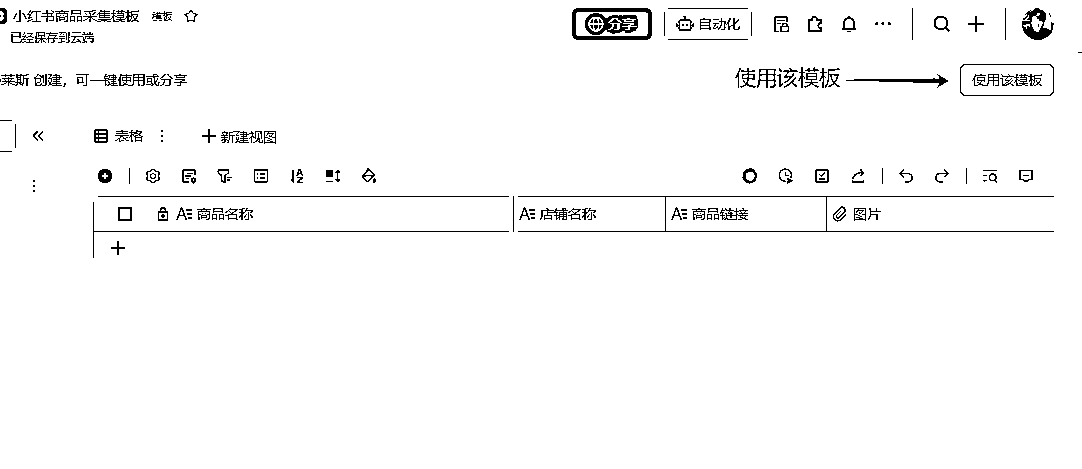 小红书商品采集模板 模板
分享 自动化
已经保存到云端
莱斯 创建，可一键使用或分享
使用该模板 使用该模板
表格 新建视图
商品名称 店铺名称 商品链接 图片